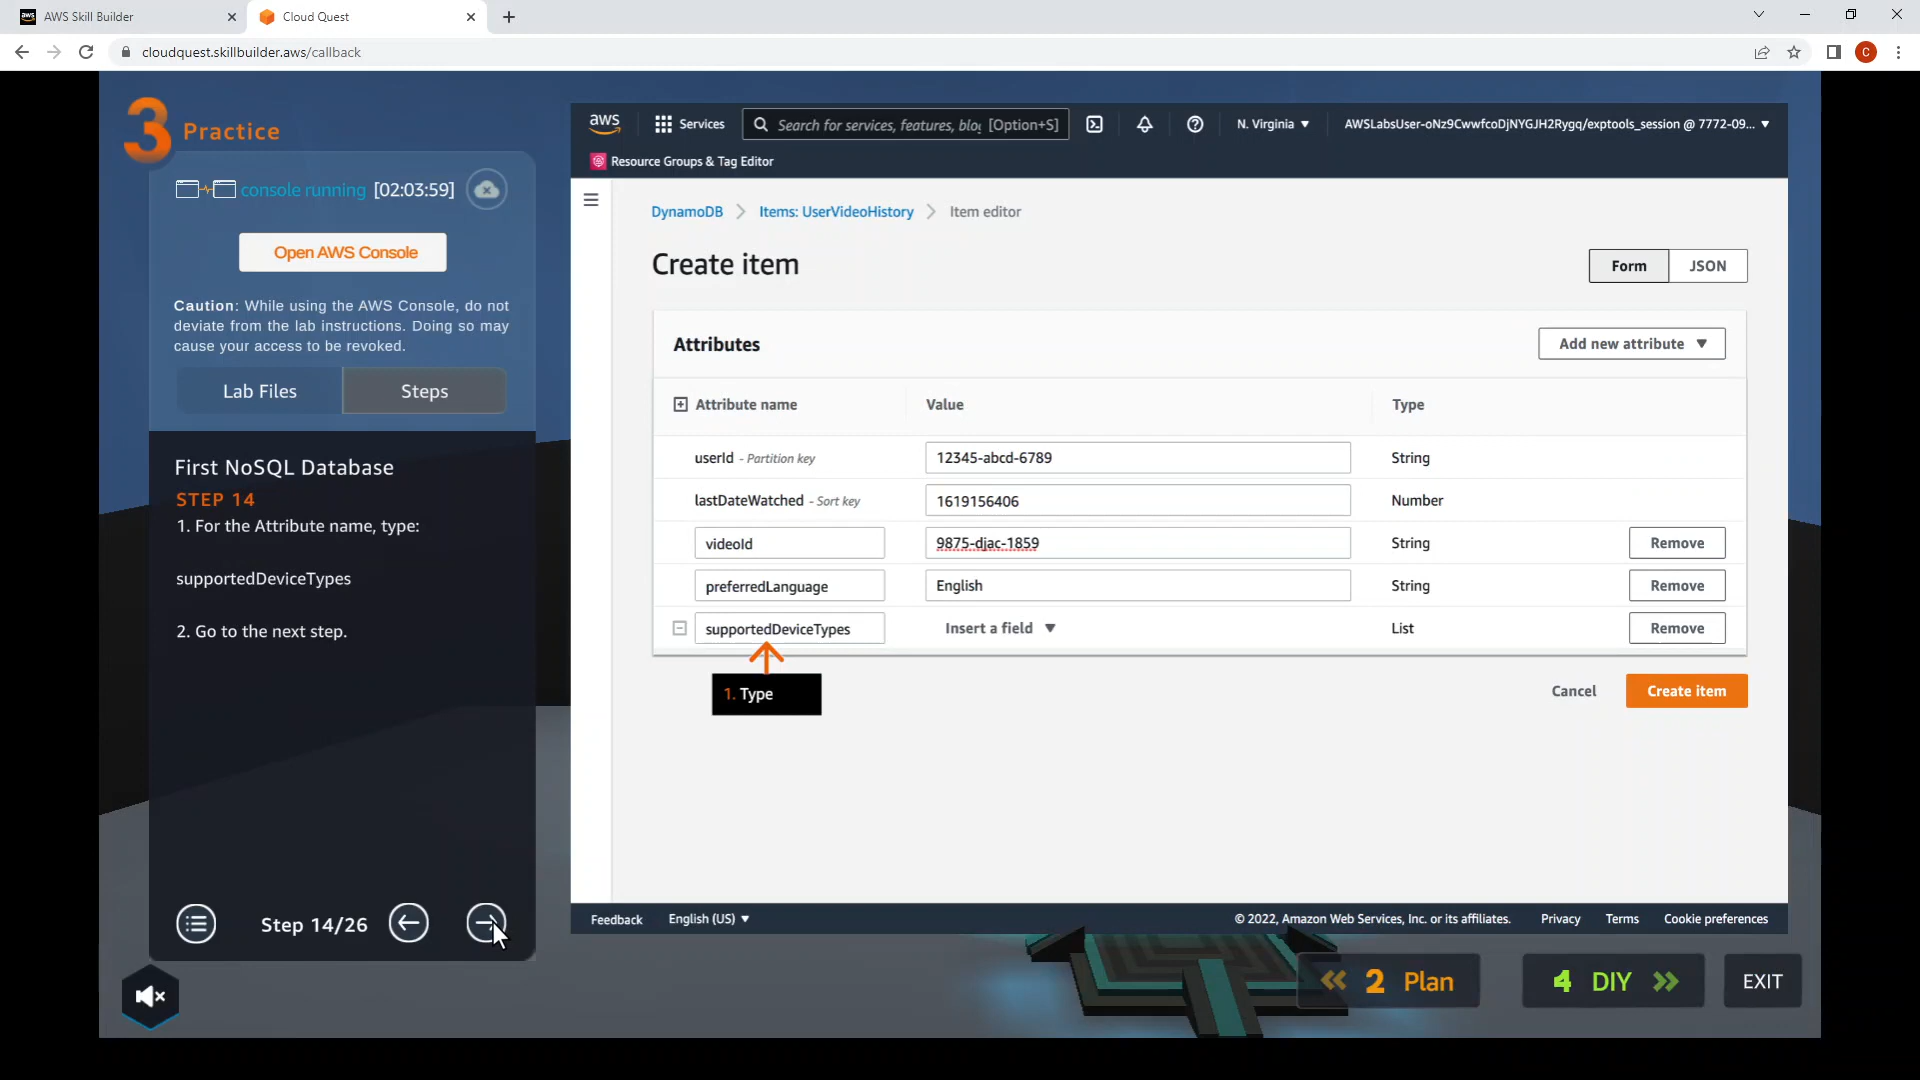 AWS Skill Builder
Cloud Quest
cloudquest.skillbuilder.aws/callback
C
3 Practice
console running [02:03:59]
Open AWS Console
Caution: While using the AWS Console, do not
deviate from the lab instructions. Doing so may
cause your access to be revoked.
Lab Files
Steps
First NoSQL Database
STEP 14
1. For the Attribute name, type:
supportedDeviceTypes
2. Go to the next step.
Step 14/26
aws
Services
Search for services, features, blog [Option+S]
N. Virginia
AWSLabsUser-oNz9CwwfcoDjNYGJH2Rygq/exptools_session @ 7772-09...
Resource Groups & Tag Editor
DynamoDB
Items: UserVideoHistory
Item editor
Create item
Form
JSON
Attributes
Add new attribute
Attribute name
Value
Type
userId - Partition key
12345-abcd-6789
String
lastDateWatched - Sort key
1619156406
Number
videoId
9875-djac-1859
String
Remove
preferredLanguage
English
String
Remove
supportedDeviceTypes
Insert a field
List
Remove
1. Type
Cancel
Create item
Feedback
English (US)
© 2022, Amazon Web Services, Inc. or its affiliates.
Privacy
Terms
Cookie preferences
2 Plan
4 DIY
EXIT